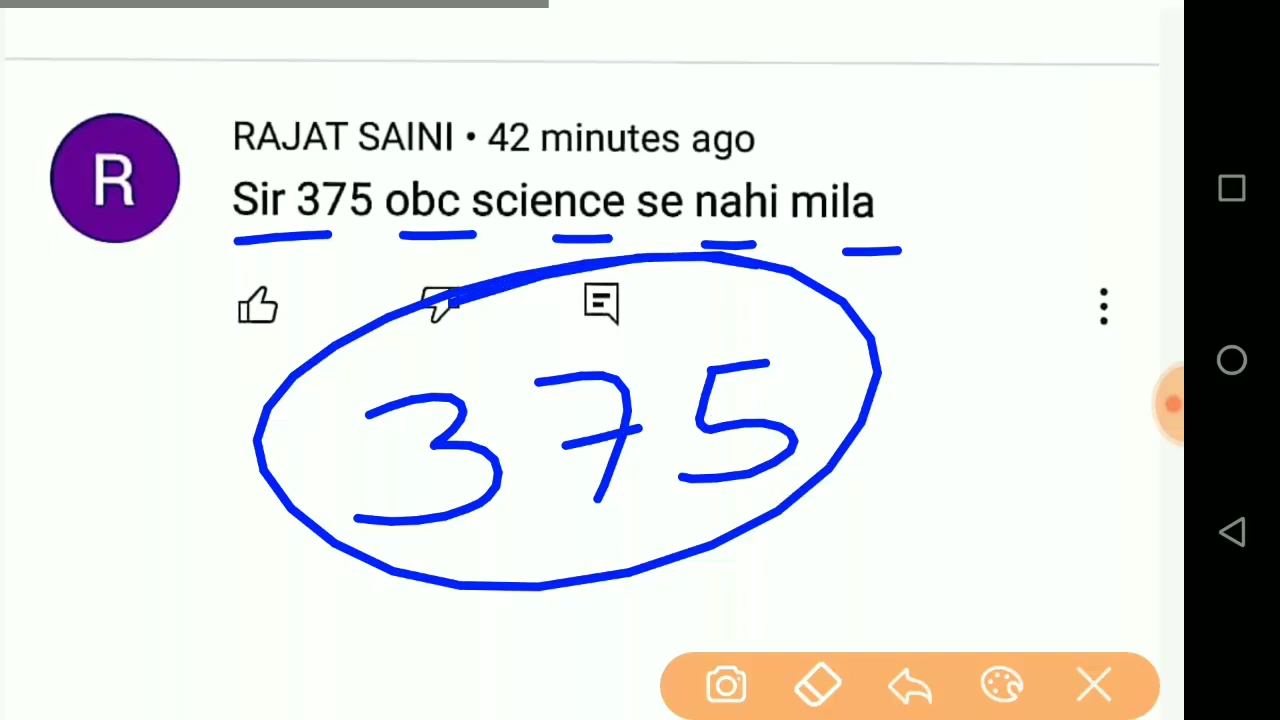 R
RAJAT SAINI • 42 minutes ago
Sir 375 obc science se nahi mila
375